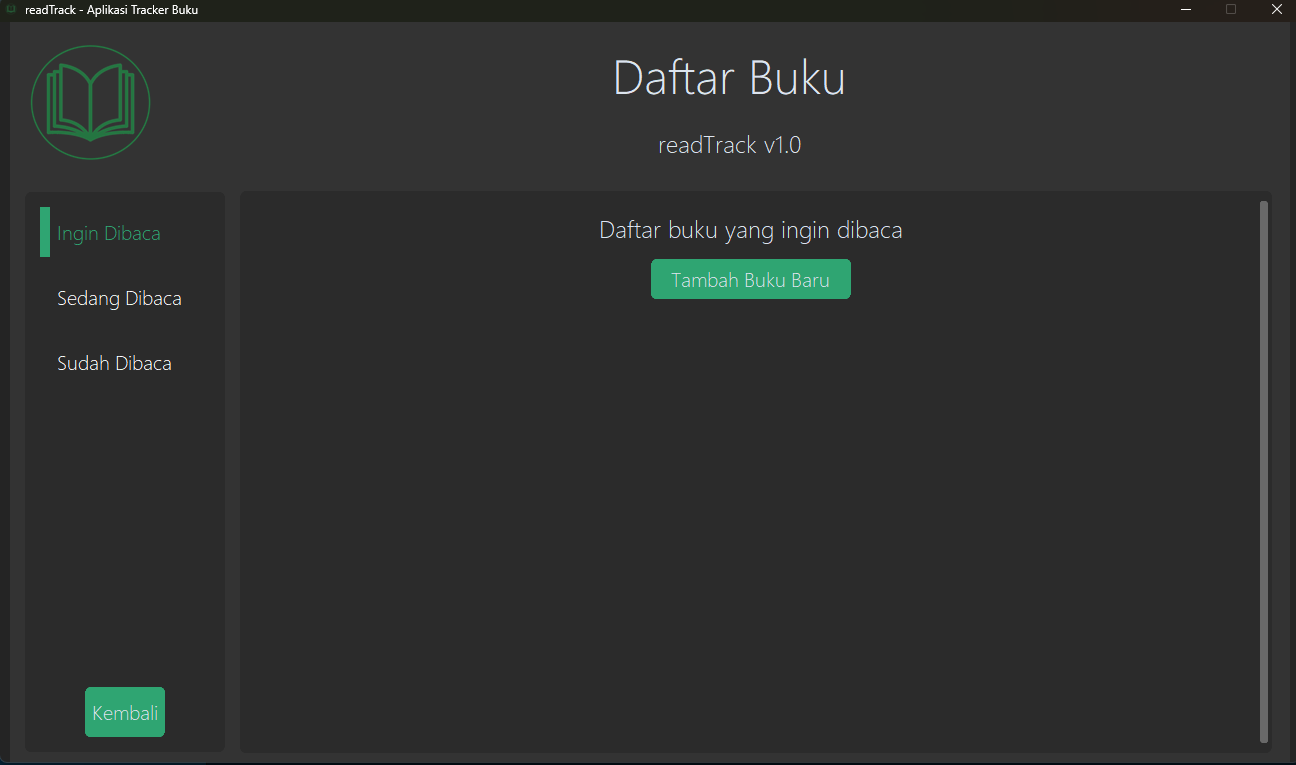 readTrack - Aplikasi Tracker Buku
Daftar Buku
readTrack v1.0
Ingin Dibaca
Sedang Dibaca
Sudah Dibaca
Kembali
Daftar buku yang ingin dibaca
Tambah Buku Baru